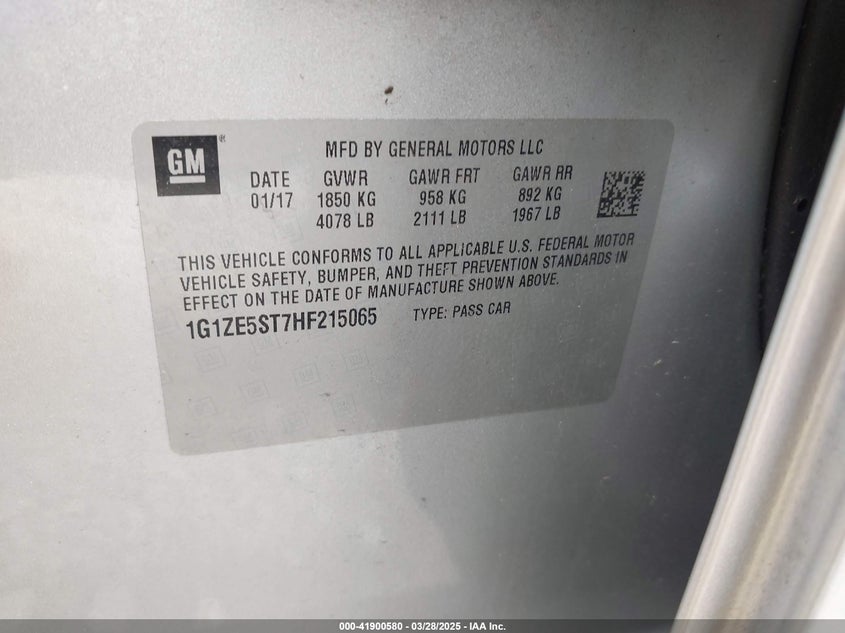 GM®
MFD BY GENERAL MOTORS LLC
DATE GVWR GAWR FRT GAWR RR
01/17 1850 KG 958 KG 892 KG
4078 LB 2111 LB 1967 LB
THIS VEHICLE CONFORMS TO ALL APPLICABLE U.S. FEDERAL MOTOR
VEHICLE SAFETY, BUMPER, AND THEFT PREVENTION STANDARDS IN
EFFECT ON THE DATE OF MANUFACTURE SHOWN ABOVE.
1G1ZE5ST7HF215065 TYPE: PASS CAR
000-41900580 - 03/28/2025 - IAA Inc.